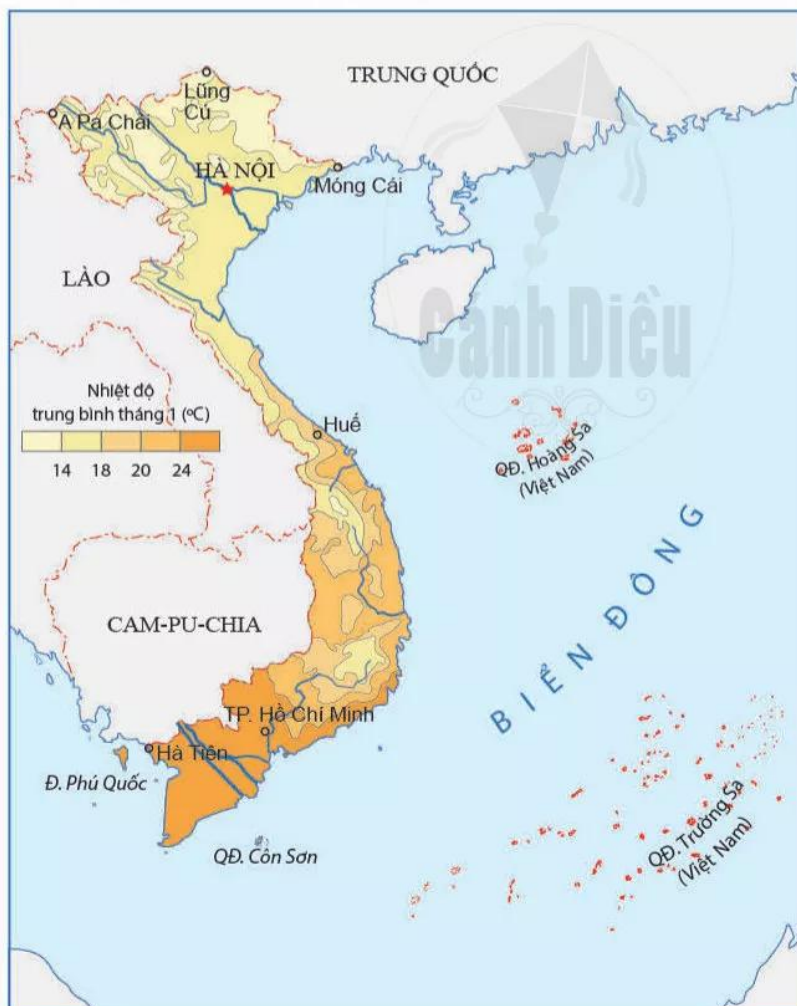 TRUNG QUỐC
Lũng
Cú
A Pa Chải
HÀ NỘI
Móng Cái
LÀO
Cánh Diều
Nhiệt độ
trung bình tháng 1 (ºC)
14 18 20 24
Huế
QĐ. Hoàng Sa
(Việt Nam)
BIỂN ĐÔNG
CAM-PU-CHIA
TP. Hồ Chí Minh
Hà Tiên
Đ. Phú Quốc
QĐ. Côn Sơn
QĐ. Trường Sa
(Việt Nam)